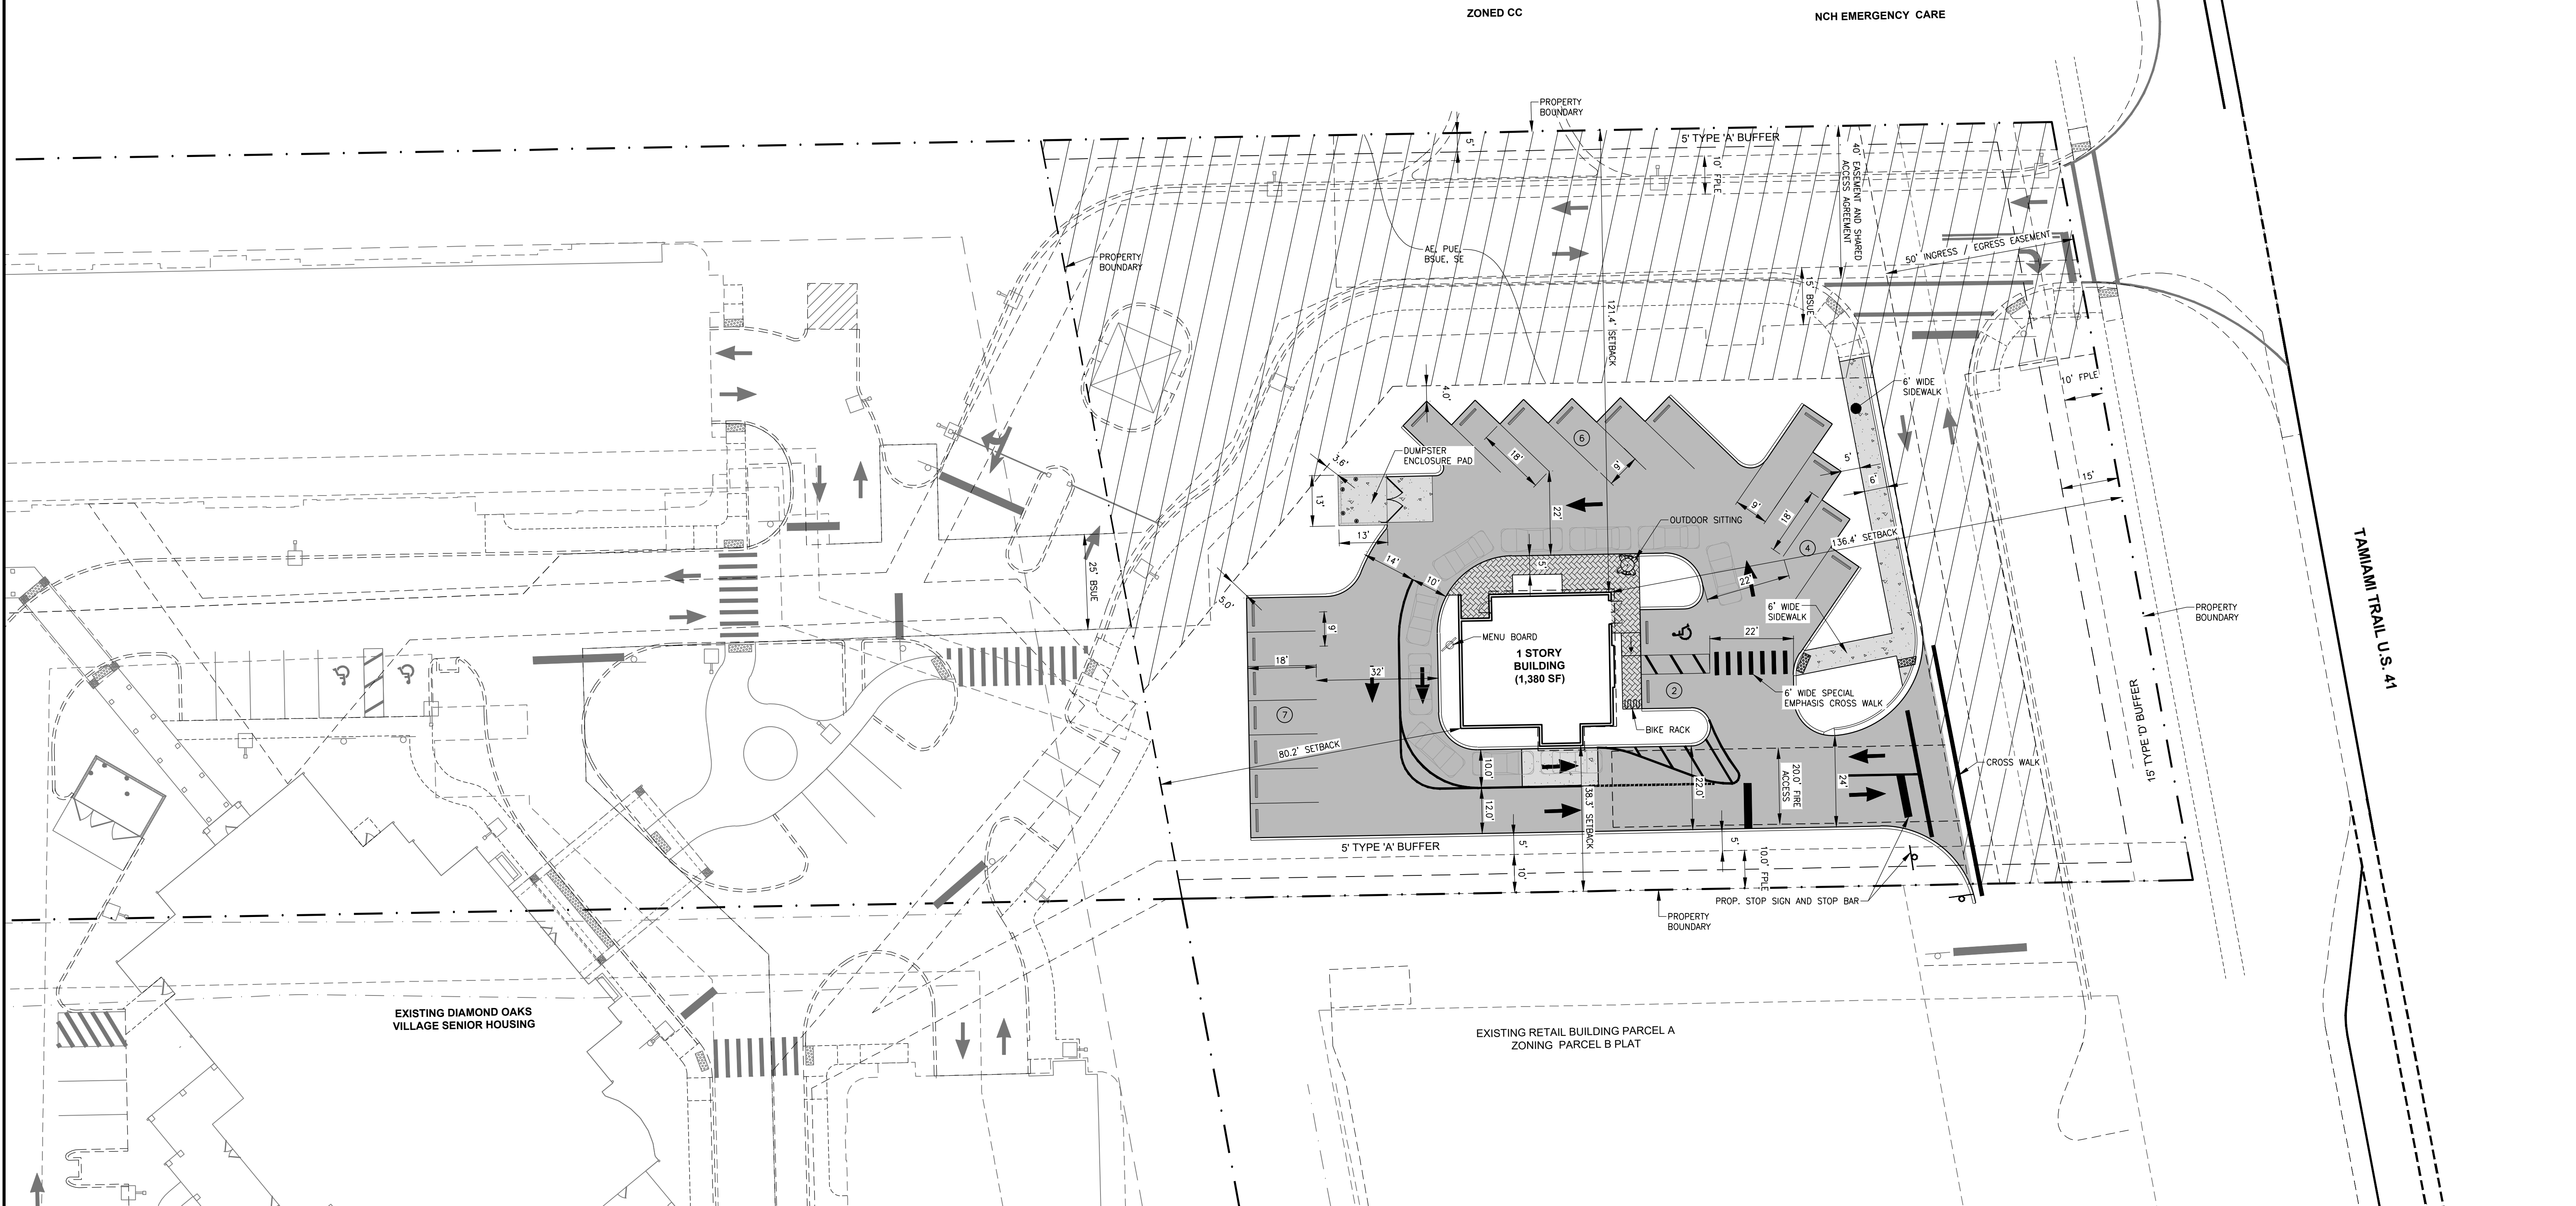 ZONED CC
NCH EMERGENCY CARE
PROPERTY
BOUNDARY
5' TYPE 'A' BUFFER
5'
10' FPLE
40' EASEMENT AND SHARED
ACCESS AGREEMENT
50' INGRESS / EGRESS EASEMENT
PROPERTY
BOUNDARY
AE, PUE,
BSUE, SE
121.4' SETBACK
15' BSUE
10' FPLE
6' WIDE
SIDEWALK
4.0'
6
18'
9'
DUMPSTER
ENCLOSURE PAD
3.6'
13'
13'
22'
5'
6'
15'
9'
18'
4
136.4' SETBACK
OUTDOOR SITTING
14'
10'
5'
22'
25' BSUE
5.0'
9'
18'
32'
7
MENU BOARD
1 STORY
BUILDING
(1,380 SF)
22'
2
6' WIDE
SIDEWALK
6' WIDE SPECIAL
EMPHASIS CROSS WALK
BIKE RACK
80.2' SETBACK
10.0'
12.0'
38.3' SETBACK
22.0'
20.0' FIRE
ACCESS
24'
CROSS WALK
PROPERTY
BOUNDARY
15' TYPE 'D' BUFFER
TAMIAMI TRAIL U.S. 41
5' TYPE 'A' BUFFER
5'
10'
5'
10.0' FPLE
PROP. STOP SIGN AND STOP BAR
PROPERTY
BOUNDARY
EXISTING DIAMOND OAKS
VILLAGE SENIOR HOUSING
EXISTING RETAIL BUILDING PARCEL A
ZONING PARCEL B PLAT